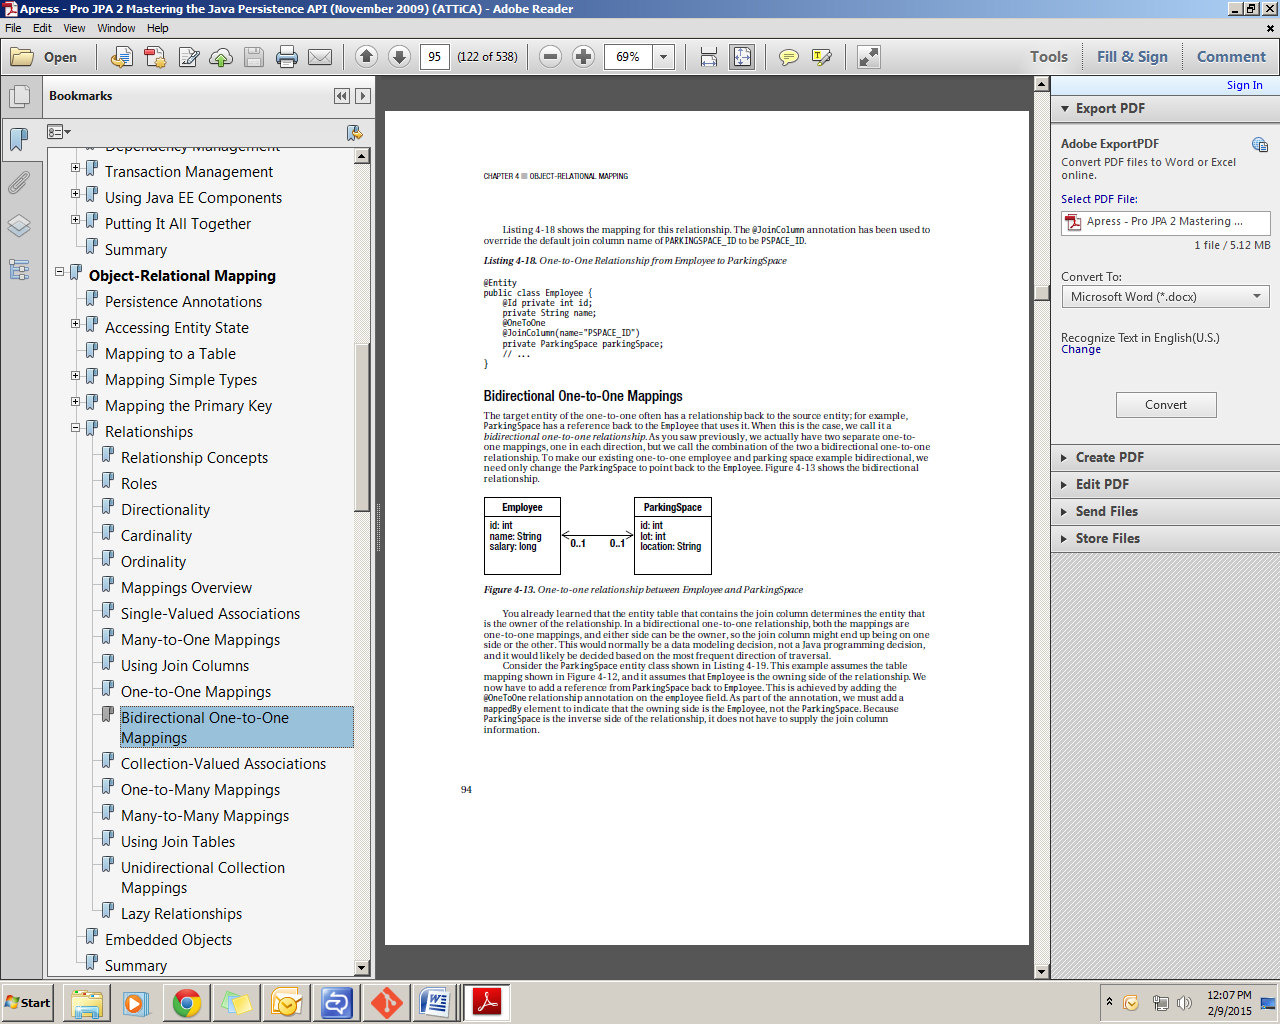 Apress - Pro JPA 2 Mastering the Java Persistence API (November 2009) (ATTiCA) - Adobe Reader
File Edit View Window Help
Open 95 (122 of 538) 69% Tools Fill & Sign Comment
Sign In
Bookmarks
Dependency Management
Transaction Management
Using Java EE Components
Putting It All Together
Summary
Object-Relational Mapping
Persistence Annotations
Accessing Entity State
Mapping to a Table
Mapping Simple Types
Mapping the Primary Key
Relationships
Relationship Concepts
Roles
Directionality
Cardinality
Ordinality
Mappings Overview
Single-Valued Associations
Many-to-One Mappings
Using Join Columns
One-to-One Mappings
Bidirectional One-to-One
Mappings
Collection-Valued Associations
One-to-Many Mappings
Many-to-Many Mappings
Using Join Tables
Unidirectional Collection
Mappings
Lazy Relationships
Embedded Objects
Summary
CHAPTER 4 OBJECT-RELATIONAL MAPPING
Listing 4-18 shows the mapping for this relationship. The @JoinColumn annotation has been used to
override the default join column name of PARKINGSPACE_ID to be PSPACE_ID.
Listing 4-18. One-to-One Relationship from Employee to ParkingSpace
@Entity
public class Employee {
@Id private int id;
private String name;
@OneToOne
@JoinColumn(name="PSPACE_ID")
private ParkingSpace parkingSpace;
// ...
}
Bidirectional One-to-One Mappings
The target entity of the one-to-one often has a relationship back to the source entity; for example,
ParkingSpace has a reference back to the Employee that uses it. When this is the case, we call it a
bidirectional one-to-one relationship. As you saw previously, we actually have two separate one-to-
one mappings, one in each direction, but we call the combination of the two a bidirectional one-to-one
relationship. To make our existing one-to-one employee and parking space example bidirectional, we
need only change the ParkingSpace to point back to the Employee. Figure 4-13 shows the bidirectional
relationship.
Employee
id: int
name: String
salary: long
0..1 0..1
ParkingSpace
id: int
lot: int
location: String
Figure 4-13. One-to-one relationship between Employee and ParkingSpace
You already learned that the entity table that contains the join column determines the entity that
is the owner of the relationship. In a bidirectional one-to-one relationship, both the mappings are
one-to-one mappings, and either side can be the owner, so the join column might end up being on one
side or the other. This would normally be a data modeling decision, not a Java programming decision,
and it would likely be decided based on the most frequent direction of traversal.
Consider the ParkingSpace entity class shown in Listing 4-19. This example assumes the table
mapping shown in Figure 4-12, and it assumes that Employee is the owning side of the relationship. We
now have to add a reference from ParkingSpace back to Employee. This is achieved by adding the
@OneToOne relationship annotation on the employee field. As part of the annotation, we must add a
mappedBy element to indicate that the owning side is the Employee, not the ParkingSpace. Because
ParkingSpace is the inverse side of the relationship, it does not have to supply the join column
information.
94
Export PDF
Adobe ExportPDF
Convert PDF files to Word or Excel
online.
Select PDF File:
Apress - Pro JPA 2 Mastering ...
1 file / 5.12 MB
Convert To:
Microsoft Word (*.docx)
Recognize Text in English(U.S.)
Change
Convert
Create PDF
Edit PDF
Send Files
Store Files
Start
12:07 PM
2/9/2015